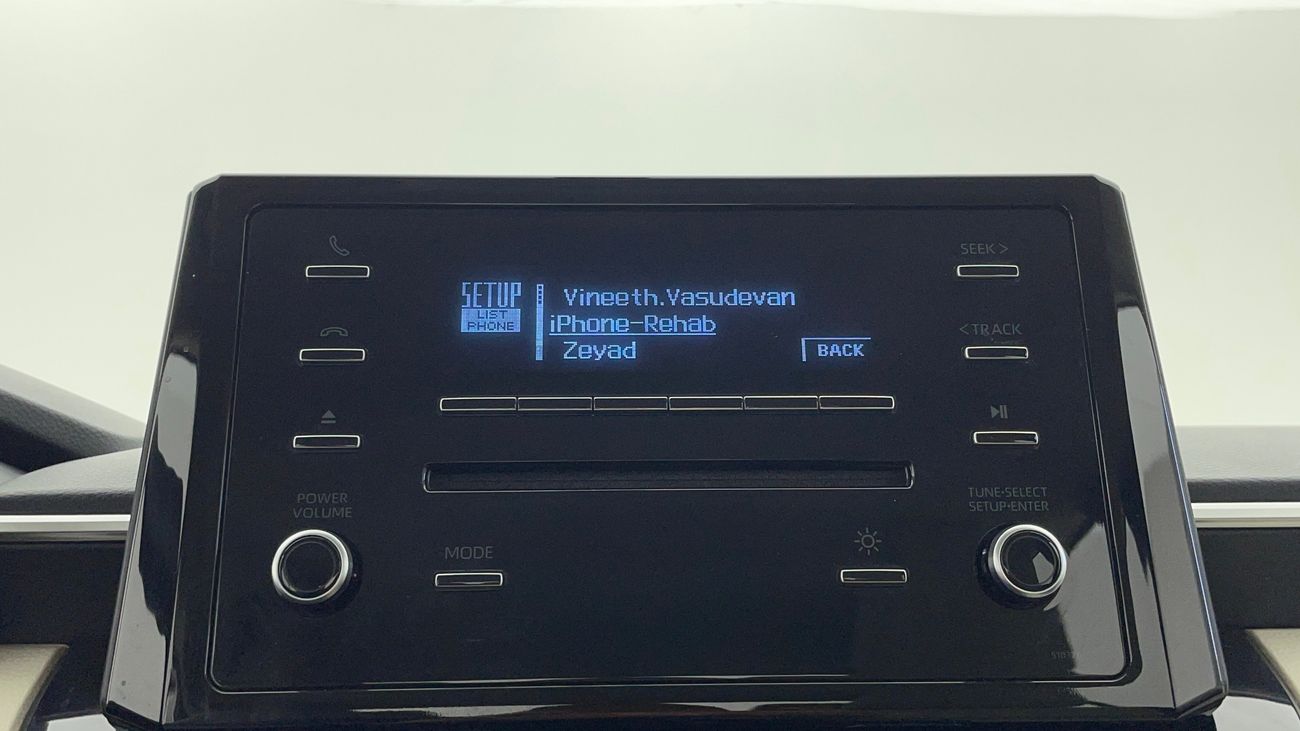 SEEK>
SETUP
LIST
PHONE
Vineeth.Vasudevan
iPhone-Rehab
Zeyad
BACK
<TRACK
POWER
VOLUME
TUNE•SELECT
SETUP•ENTER
MODE